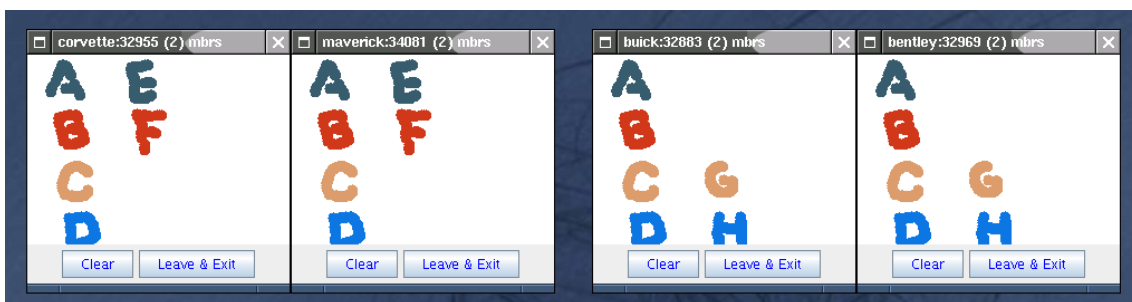 corvette:32955 (2) mbrs
A E
B F
C
D
Clear Leave & Exit
maverick:34081 (2) mbrs
A E
B F
C
D
Clear Leave & Exit
buick:32883 (2) mbrs
A
B
C G
D H
Clear Leave & Exit
bentley:32969 (2) mbrs
A
B
C G
D H
Clear Leave & Exit